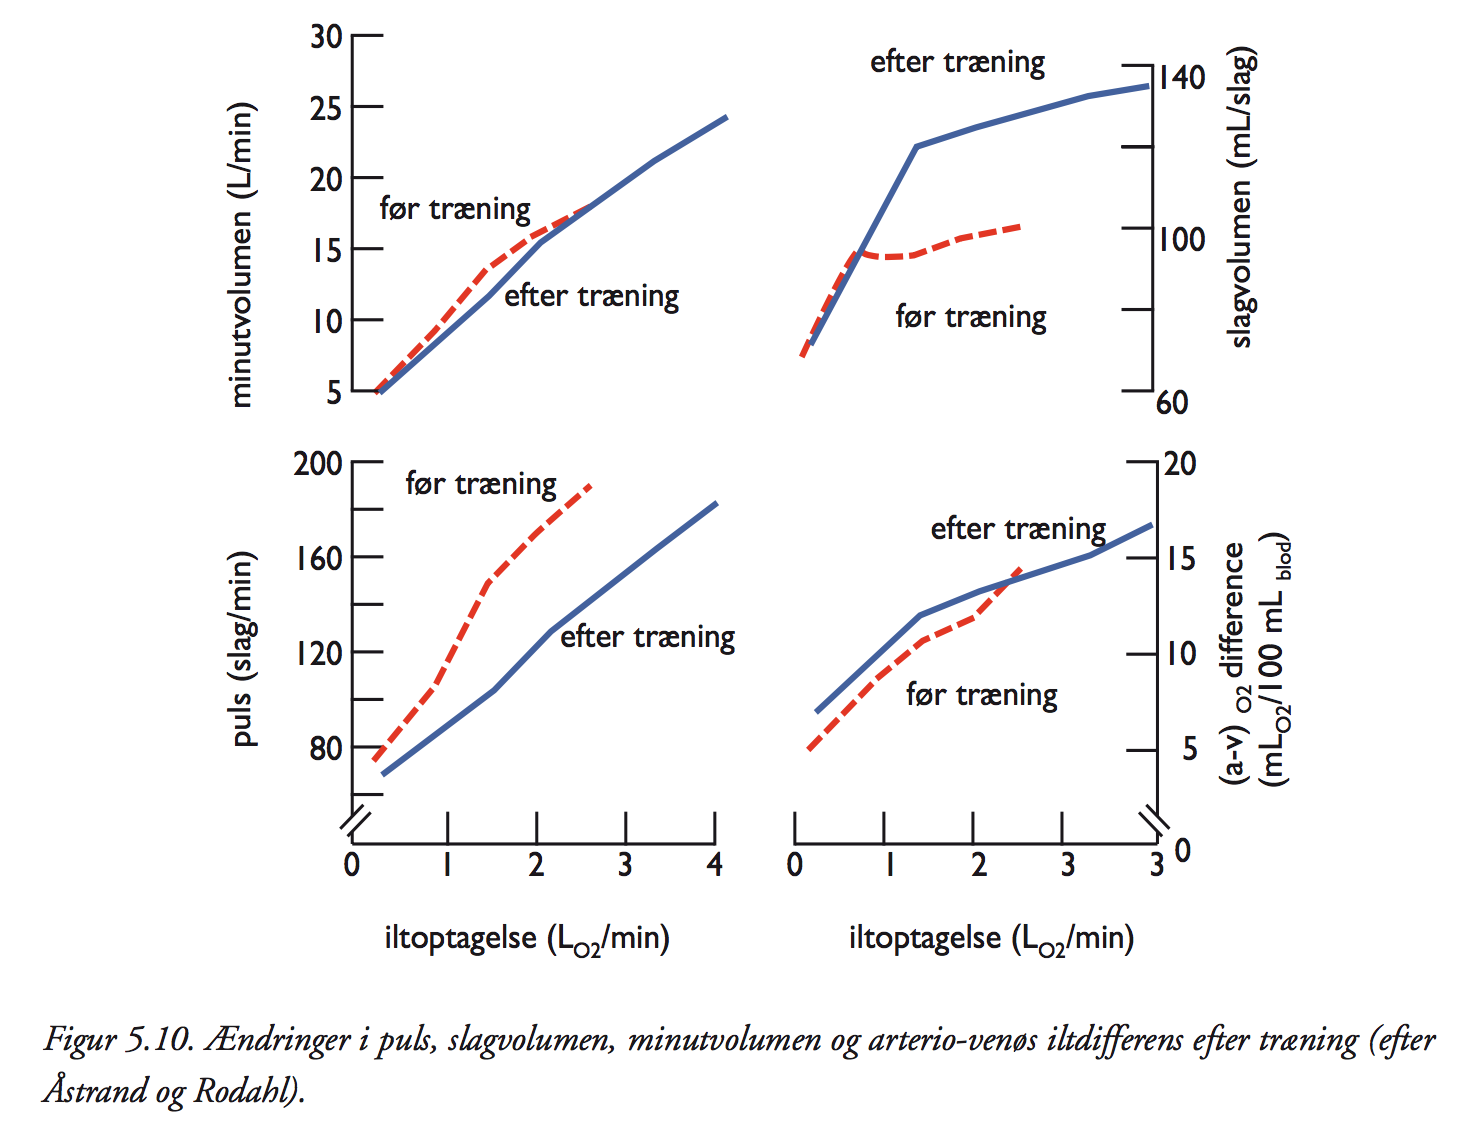 30
25
20
15
10
5
minutvolumen (L/min)
før træning
efter træning
efter træning
før træning
140
100
60
slagvolumen (mL/slag)
200
160
120
80
puls (slag/min)
før træning
efter træning
0 1 2 3 4
iltoptagelse (LO2/min)
efter træning
før træning
20
15
10
5
0
(a-v) O2 difference
(mLO2/100 mL blod)
0 1 2 3 3
iltoptagelse (LO2/min)
Figur 5.10. Ændringer i puls, slagvolumen, minutvolumen og arterio-venøs iltdifferens efter træning (efter
Åstrand og Rodahl).